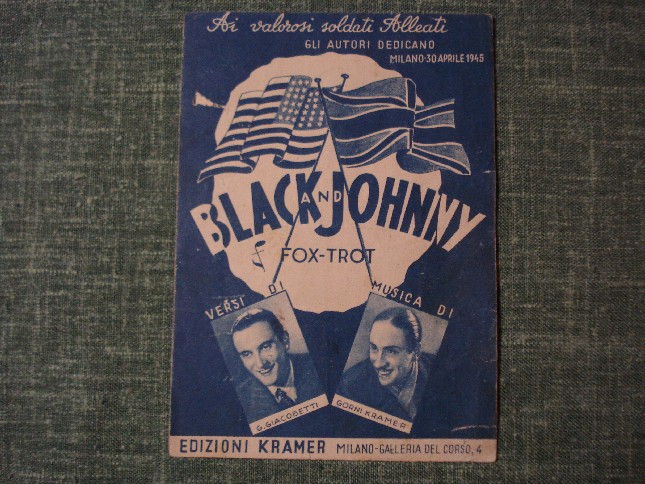 Ai valorosi soldati Alleati
GLI AUTORI DEDICANO
MILANO-30 APRILE 1945
BLACK AND JOHNNY
FOX-TROT
VERSI DI
MUSICA DI
G. GIACOBETTI
GORNI KRAMER
EDIZIONI KRAMER MILANO-GALLERIA DEL CORSO, 4